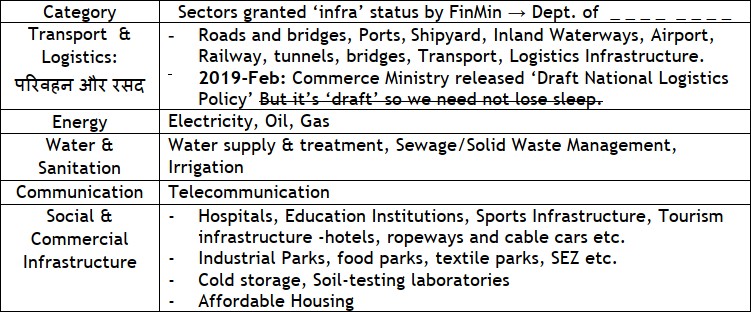 Category Sectors granted ‘infra’ status by FinMin → Dept. of _ _ _ _ _ _ _ _
Transport &
Logistics:
परिवहन और रसद
- Roads and bridges, Ports, Shipyard, Inland Waterways, Airport,
Railway, tunnels, bridges, Transport, Logistics Infrastructure.
- 2019-Feb: Commerce Ministry released ‘Draft National Logistics
Policy’ But it’s ‘draft’ so we need not lose sleep.
Energy Electricity, Oil, Gas
Water &
Sanitation
Water supply & treatment, Sewage/Solid Waste Management,
Irrigation
Communication Telecommunication
Social &
Commercial
Infrastructure
- Hospitals, Education Institutions, Sports Infrastructure, Tourism
infrastructure -hotels, ropeways and cable cars etc.
- Industrial Parks, food parks, textile parks, SEZ etc.
- Cold storage, Soil-testing laboratories
- Affordable Housing